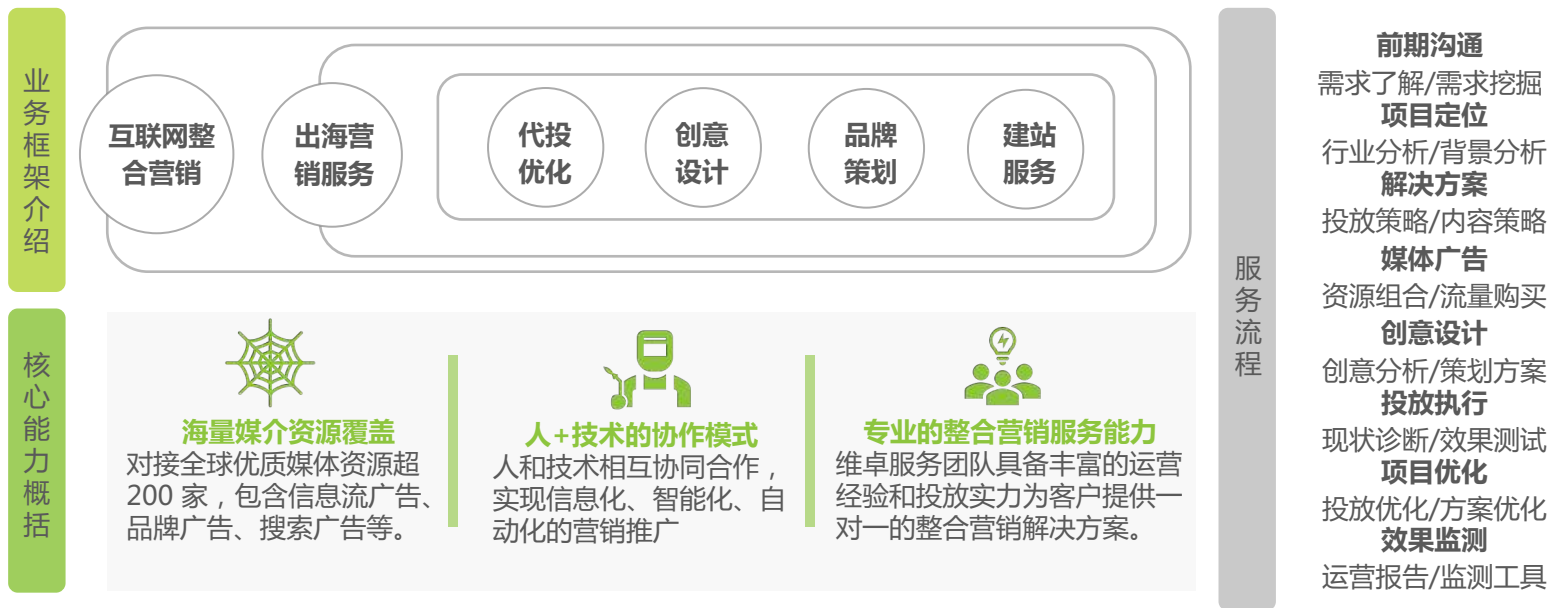 业务框架介绍
互联网整
合营销
出海营
销服务
代投
优化
创意
设计
品牌
策划
建站
服务
核心能力概括
海量媒介资源覆盖
对接全球优质媒体资源超
200 家，包含信息流广告、
品牌广告、搜索广告等。
人+技术的协作模式
人和技术相互协同合作，
实现信息化、智能化、自
动化的营销推广
专业的整合营销服务能力
维卓服务团队具备丰富的运营
经验和投放实力为客户提供一
对一的整合营销解决方案。
服务流程
前期沟通
需求了解/需求挖掘
项目定位
行业分析/背景分析
解决方案
投放策略/内容策略
媒体广告
资源组合/流量购买
创意设计
创意分析/策划方案
投放执行
现状诊断/效果测试
项目优化
投放优化/方案优化
效果监测
运营报告/监测工具